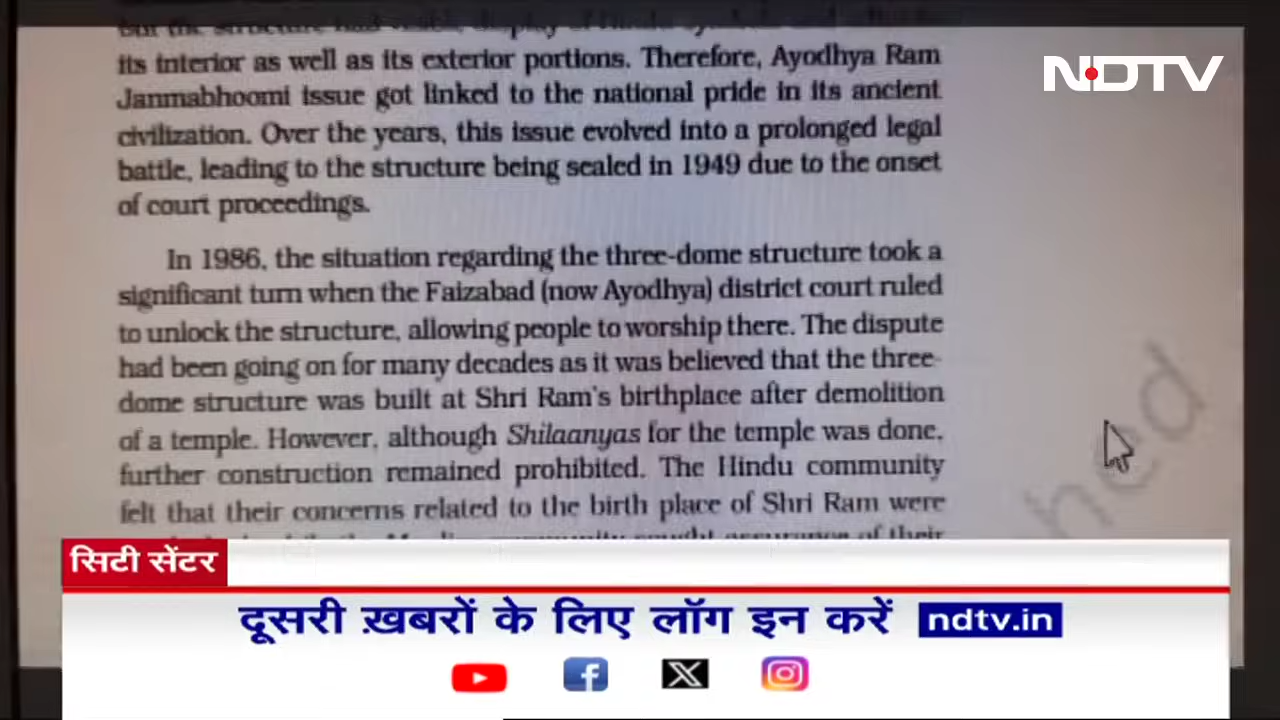 its interior as well as its exterior portions. Therefore, Ayodhya Ram
NDTV
Janmabhoomi issue got linked to the national pride in its ancient
civilization. Over the years, this issue evolved into a prolonged legal
battle, leading to the structure being sealed in 1949 due to the onset
of court proceedings.
In 1986, the situation regarding the three-dome structure took a
significant turn when the Faizabad (now Ayodhya) district court ruled
to unlock the structure, allowing people to worship there. The dispute
had been going on for many decades as it was believed that the three-
dome structure was built at Shri Ram's birthplace after demolition
of a temple. However, although Shilaanyas for the temple was done,
further construction remained prohibited. The Hindu community
felt that their concerns related to the birth place of Shri Ram were
सिटी सेंटर
दूसरी ख़बरों के लिए लॉग इन करें ndtv.in